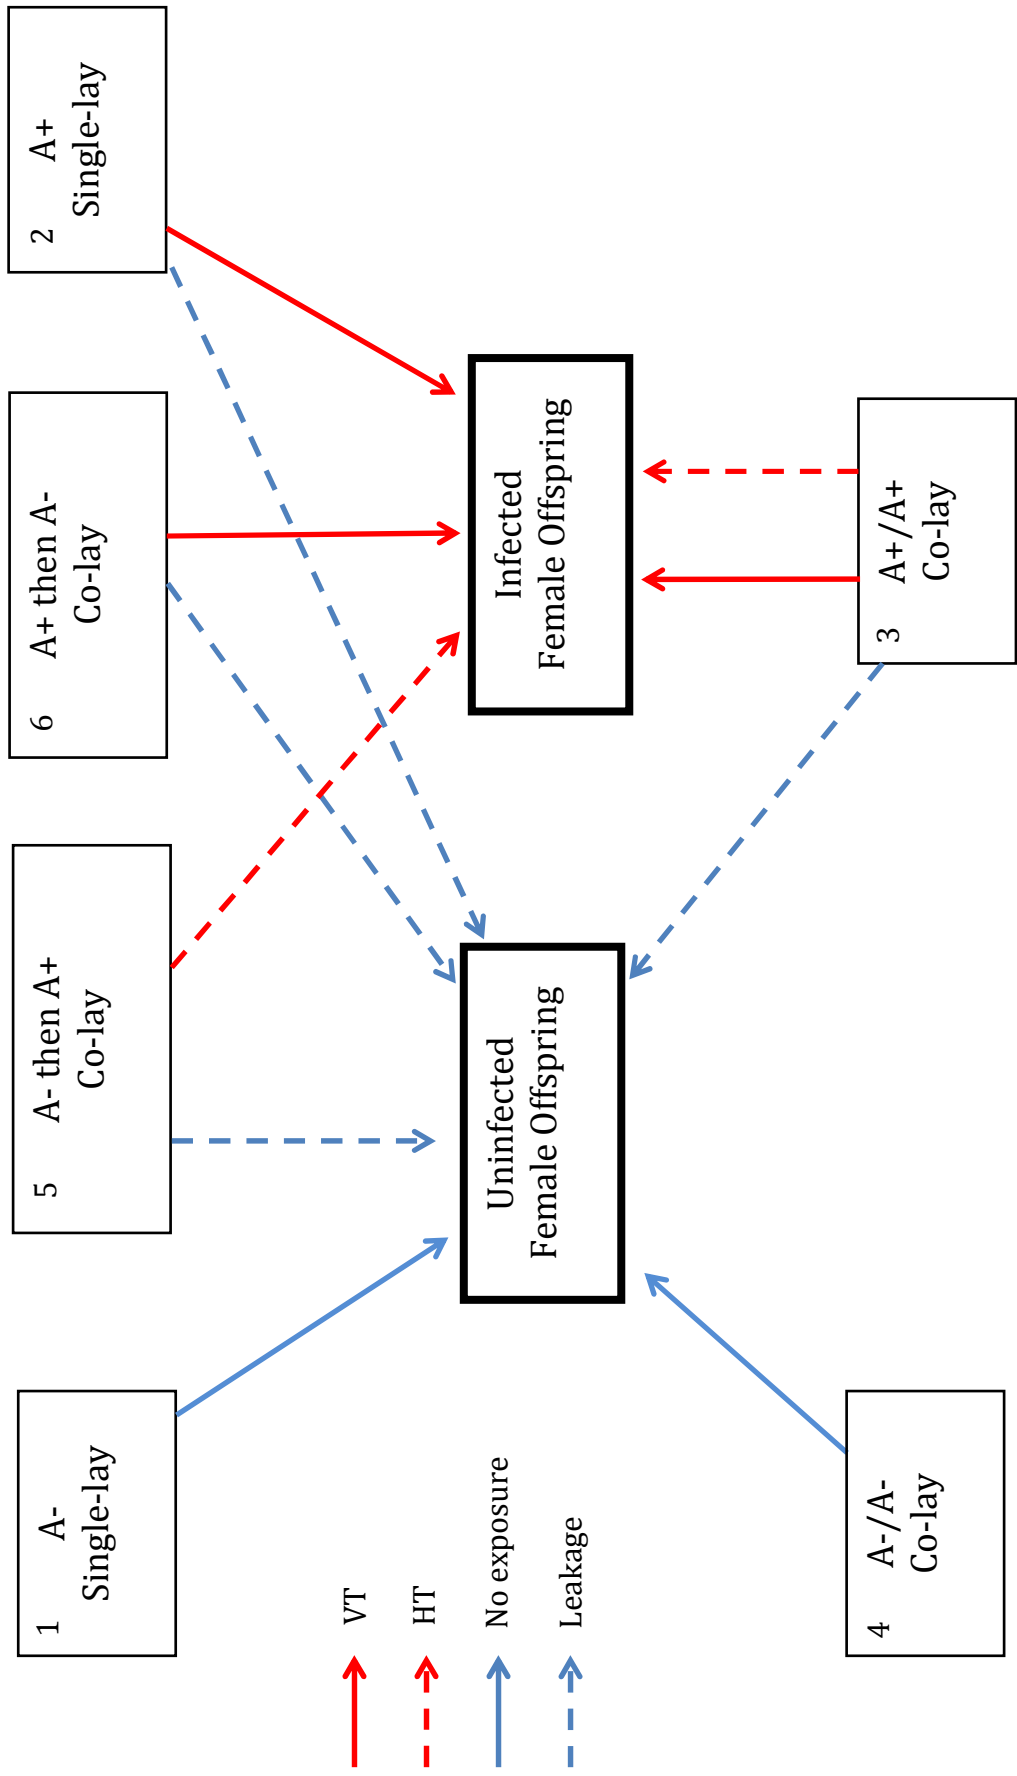 1 A-
Single-lay
5 A- then A+
Co-lay
6 A+ then A-
Co-lay
2 A+
Single-lay
VT
HT
No exposure
Leakage
Uninfected
Female Offspring
Infected
Female Offspring
4 A-/A-
Co-lay
3 A+/A+
Co-lay